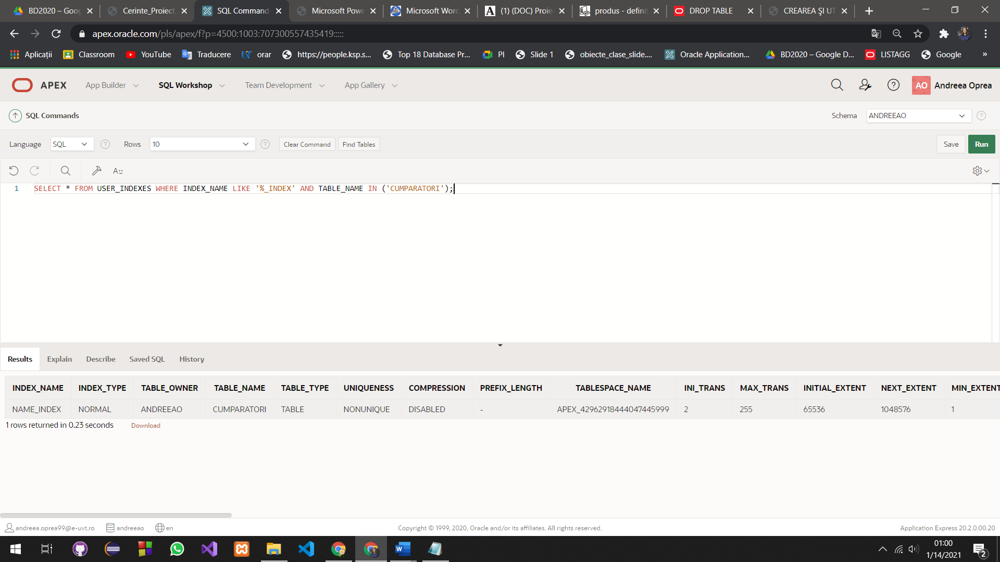 BD2020 – Goog Cerinte_Proiect SQL Command Microsoft Powe Microsoft Word (1) (DOC) Proie produs - definit DROP TABLE CREAREA ŞI UT
apex.oracle.com/pls/apex/f?p=4500:1003:707300557435419:::::
Aplicații Classroom YouTube Traducere orar https://people.ksp.s... Top 18 Database Pr... PI Slide 1 obiecte_clase_slide.... Oracle Application... BD2020 – Google D... LISTAGG Google »
APEX App Builder SQL Workshop Team Development App Gallery AO Andreea Oprea
SQL Commands Schema ANDREEAO
Language SQL Rows 10 Clear Command Find Tables Save Run
1 SELECT * FROM USER_INDEXES WHERE INDEX_NAME LIKE '%_INDEX' AND TABLE_NAME IN ('CUMPARATORI');
Results Explain Describe Saved SQL History
INDEX_NAME INDEX_TYPE TABLE_OWNER TABLE_NAME TABLE_TYPE UNIQUENESS COMPRESSION PREFIX_LENGTH TABLESPACE_NAME INI_TRANS MAX_TRANS INITIAL_EXTENT NEXT_EXTENT MIN_EXTENT
NAME_INDEX NORMAL ANDREEAO CUMPARATORI TABLE NONUNIQUE DISABLED - APEX_42962918444047445999 2 255 65536 1048576 1
1 rows returned in 0.23 seconds Download
andreea.oprea99@e-uvt.ro andreeao en Copyright © 1999, 2020, Oracle and/or its affiliates. All rights reserved. Application Express 20.2.0.00.20
01:00
1/14/2021
2